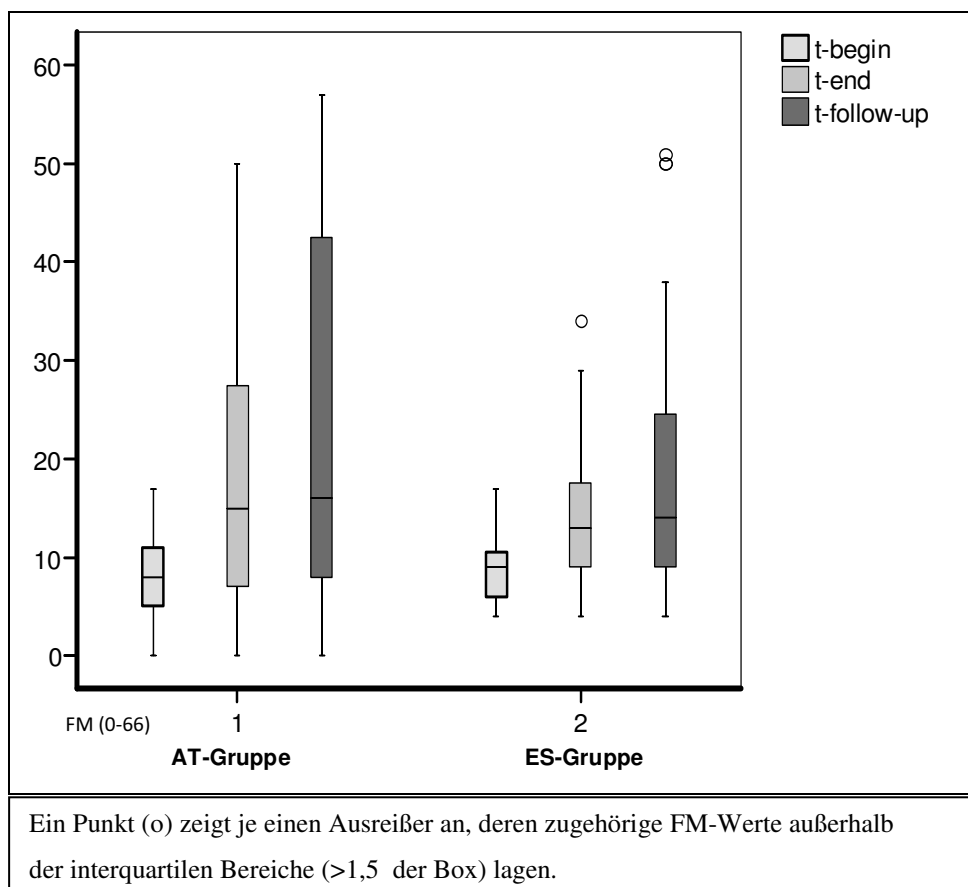 t-begin
t-end
t-follow-up
60
50
40
30
20
10
0
FM (0-66)
1
2
AT-Gruppe
ES-Gruppe
Ein Punkt (o) zeigt je einen Ausreißer an, deren zugehörige FM-Werte außerhalb
der interquartilen Bereiche (>1,5 der Box) lagen.